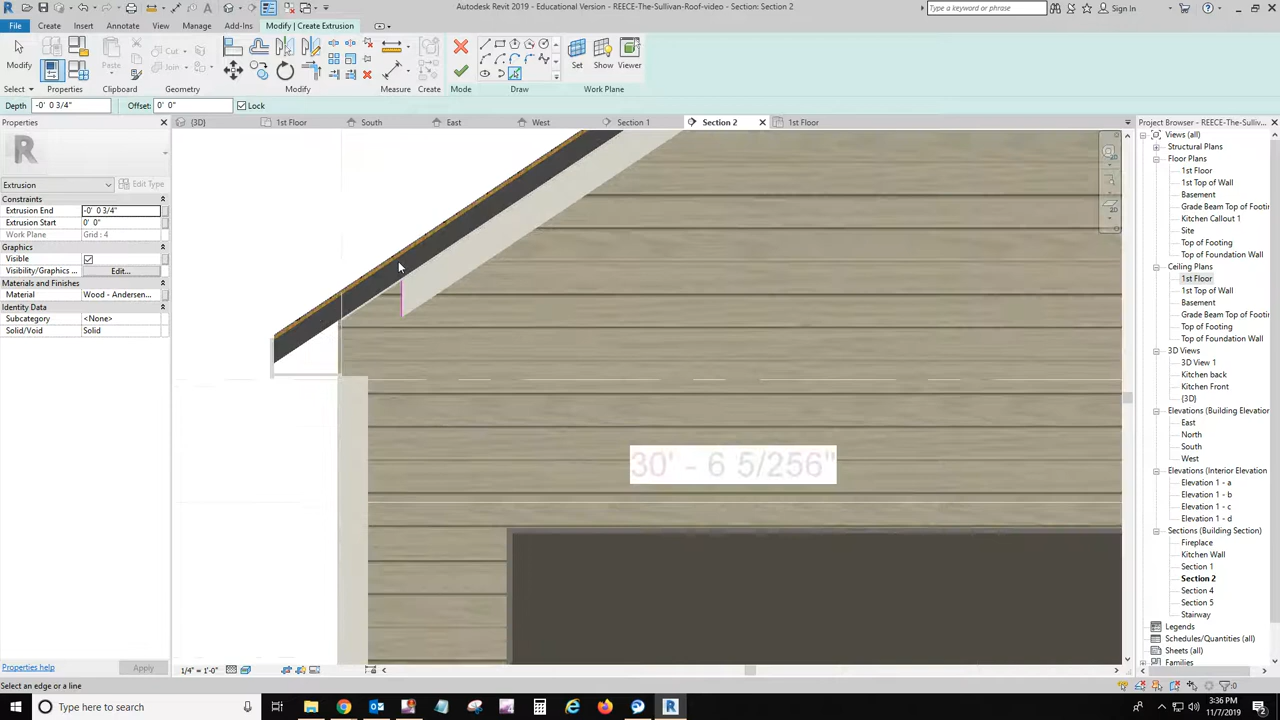 Autodesk Revit 2019 - Educational Version - REECE-The-Sullivan-Roof-video - Section: Section 2
Type a keyword or phrase
Sign In
File
Create
Insert
Annotate
View
Manage
Add-Ins
Modify | Create Extrusion
Modify
Paste
Cut
Join
Set
Show
Viewer
Select
Properties
Clipboard
Geometry
Modify
Measure
Create
Mode
Draw
Work Plane
Depth -0' 0 3/4"
Offset: 0' 0"
Lock
Properties
{3D}
1st Floor
South
East
West
Section 1
Section 2
1st Floor
Extrusion
Edit Type
Constraints
Extrusion End -0' 0 3/4"
Extrusion Start 0' 0"
Work Plane Grid : 4
Graphics
Visible
Visibility/Graphics ... Edit...
Materials and Finishes
Material Wood - Andersen...
Identity Data
Subcategory <None>
Solid/Void Solid
Properties help
Apply
30' - 6 5/256"
2D
2D
Project Browser - REECE-The-Sulliva...
Views (all)
Structural Plans
Floor Plans
1st Floor
1st Top of Wall
Basement
Grade Beam Top of Footi
Kitchen Callout 1
Site
Top of Footing
Top of Foundation Wall
Ceiling Plans
1st Floor
1st Top of Wall
Basement
Grade Beam Top of Footi
Top of Footing
Top of Foundation Wall
3D Views
3D View 1
Kitchen back
Kitchen Front
{3D}
Elevations (Building Elevation
East
North
South
West
Elevations (Interior Elevation
Elevation 1 - a
Elevation 1 - b
Elevation 1 - c
Elevation 1 - d
Sections (Building Section)
Fireplace
Kitchen Wall
Section 1
Section 2
Section 4
Section 5
Stairway
Legends
Schedules/Quantities (all)
Sheets (all)
Families
1/4" = 1'-0"
Select an edge or a line
:0
Type here to search
3:36 PM
11/7/2019